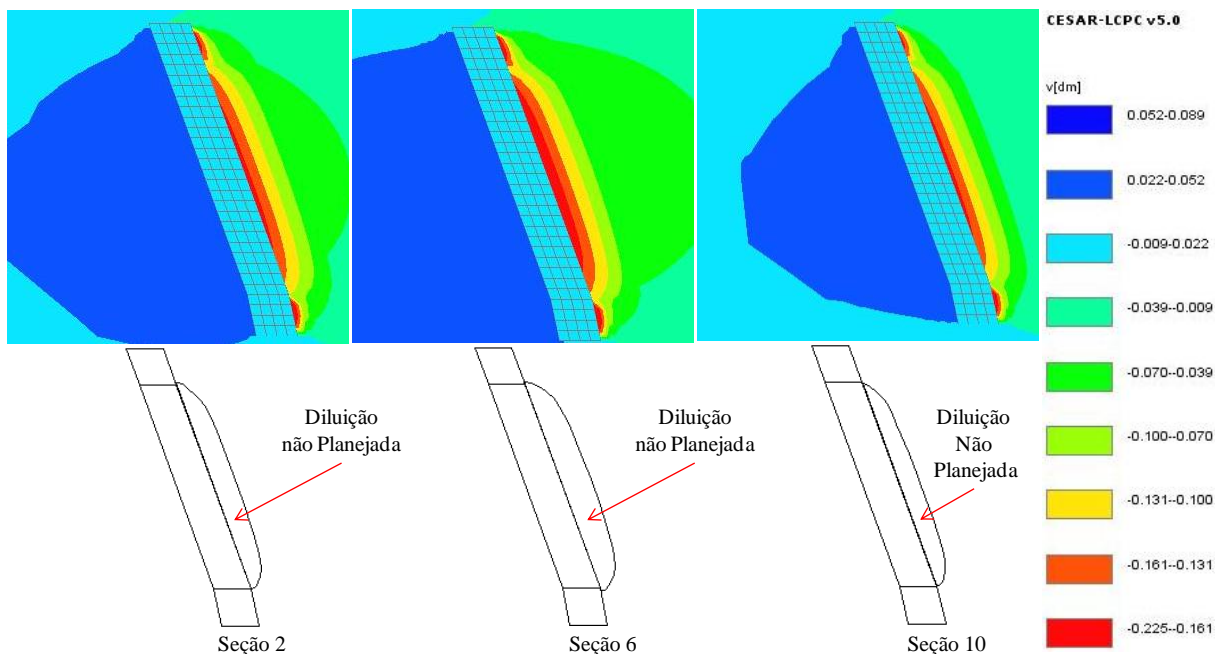 CESAR-LCPC v5.0
v[dm]
0.052-0.089
0.022-0.052
-0.009-0.022
-0.039--0.009
-0.070--0.039
-0.100--0.070
-0.131--0.100
-0.161--0.131
-0.225--0.161
Diluição
não Planejada
Seção 2
Diluição
não Planejada
Seção 6
Diluição
Não
Planejada
Seção 10